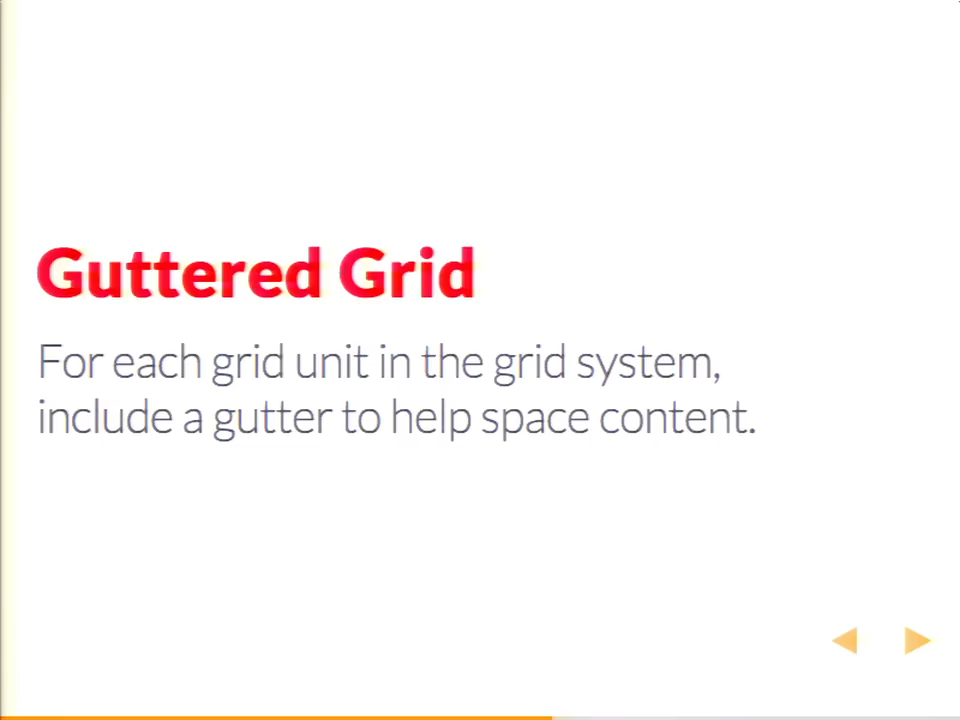 Guttered Grid
For each grid unit in the grid system,
include a gutter to help space content.